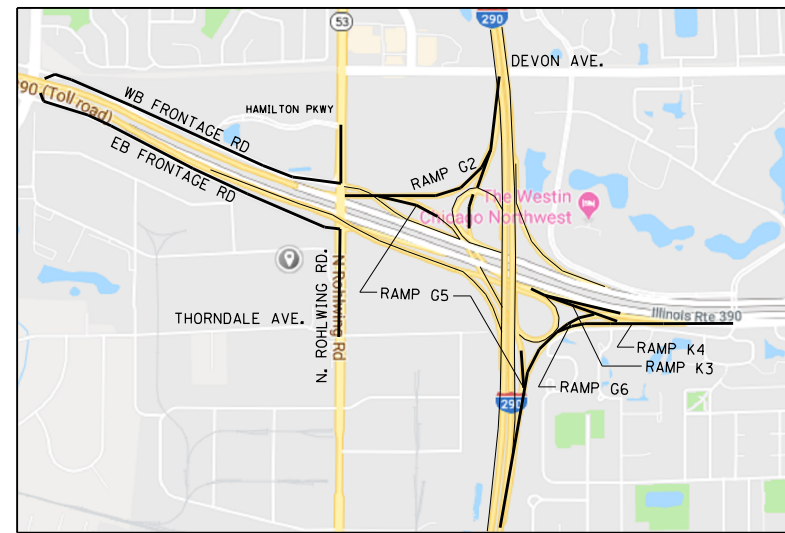 53
290
DEVON AVE.
390 (Toll road)
WB FRONTAGE RD
HAMILTON PKWY
EB FRONTAGE RD
RAMP G2
The Westin
Chicago Northwest
N. ROHLWING RD.
N Rohlwing Rd
RAMP G5
THORNDALE AVE.
Illinois Rte 390
RAMP K4
RAMP K3
RAMP G6
290